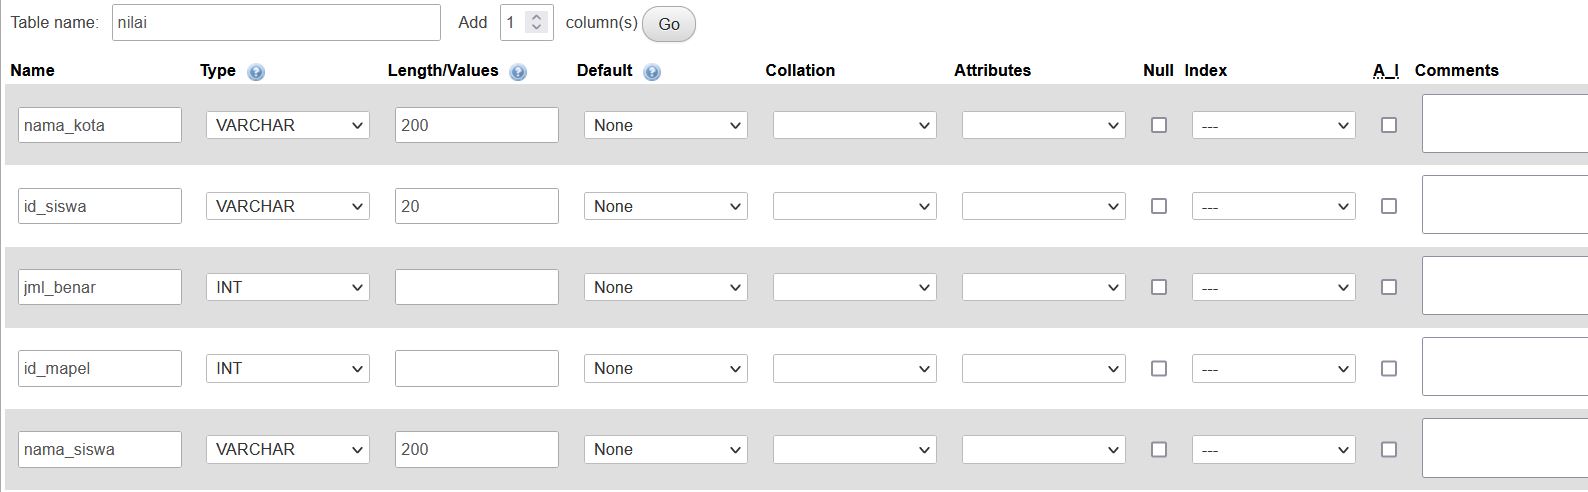 Table name: nilai Add 1 column(s) Go
Name Type Length/Values Default Collation Attributes Null Index A_I Comments
nama_kota VARCHAR 200 None ---
id_siswa VARCHAR 20 None ---
jml_benar INT None ---
id_mapel INT None ---
nama_siswa VARCHAR 200 None ---